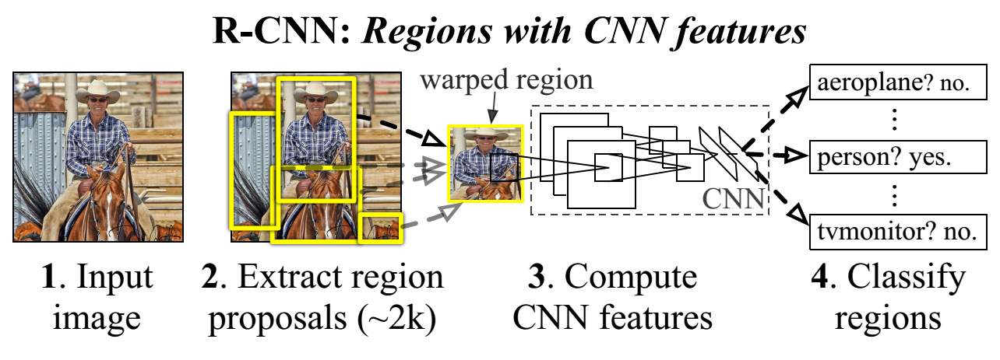 R-CNN: Regions with CNN features
warped region
aeroplane? no.
⋮
person? yes.
⋮
tvmonitor? no.
CNN
1. Input
image
2. Extract region
proposals (~2k)
3. Compute
CNN features
4. Classify
regions